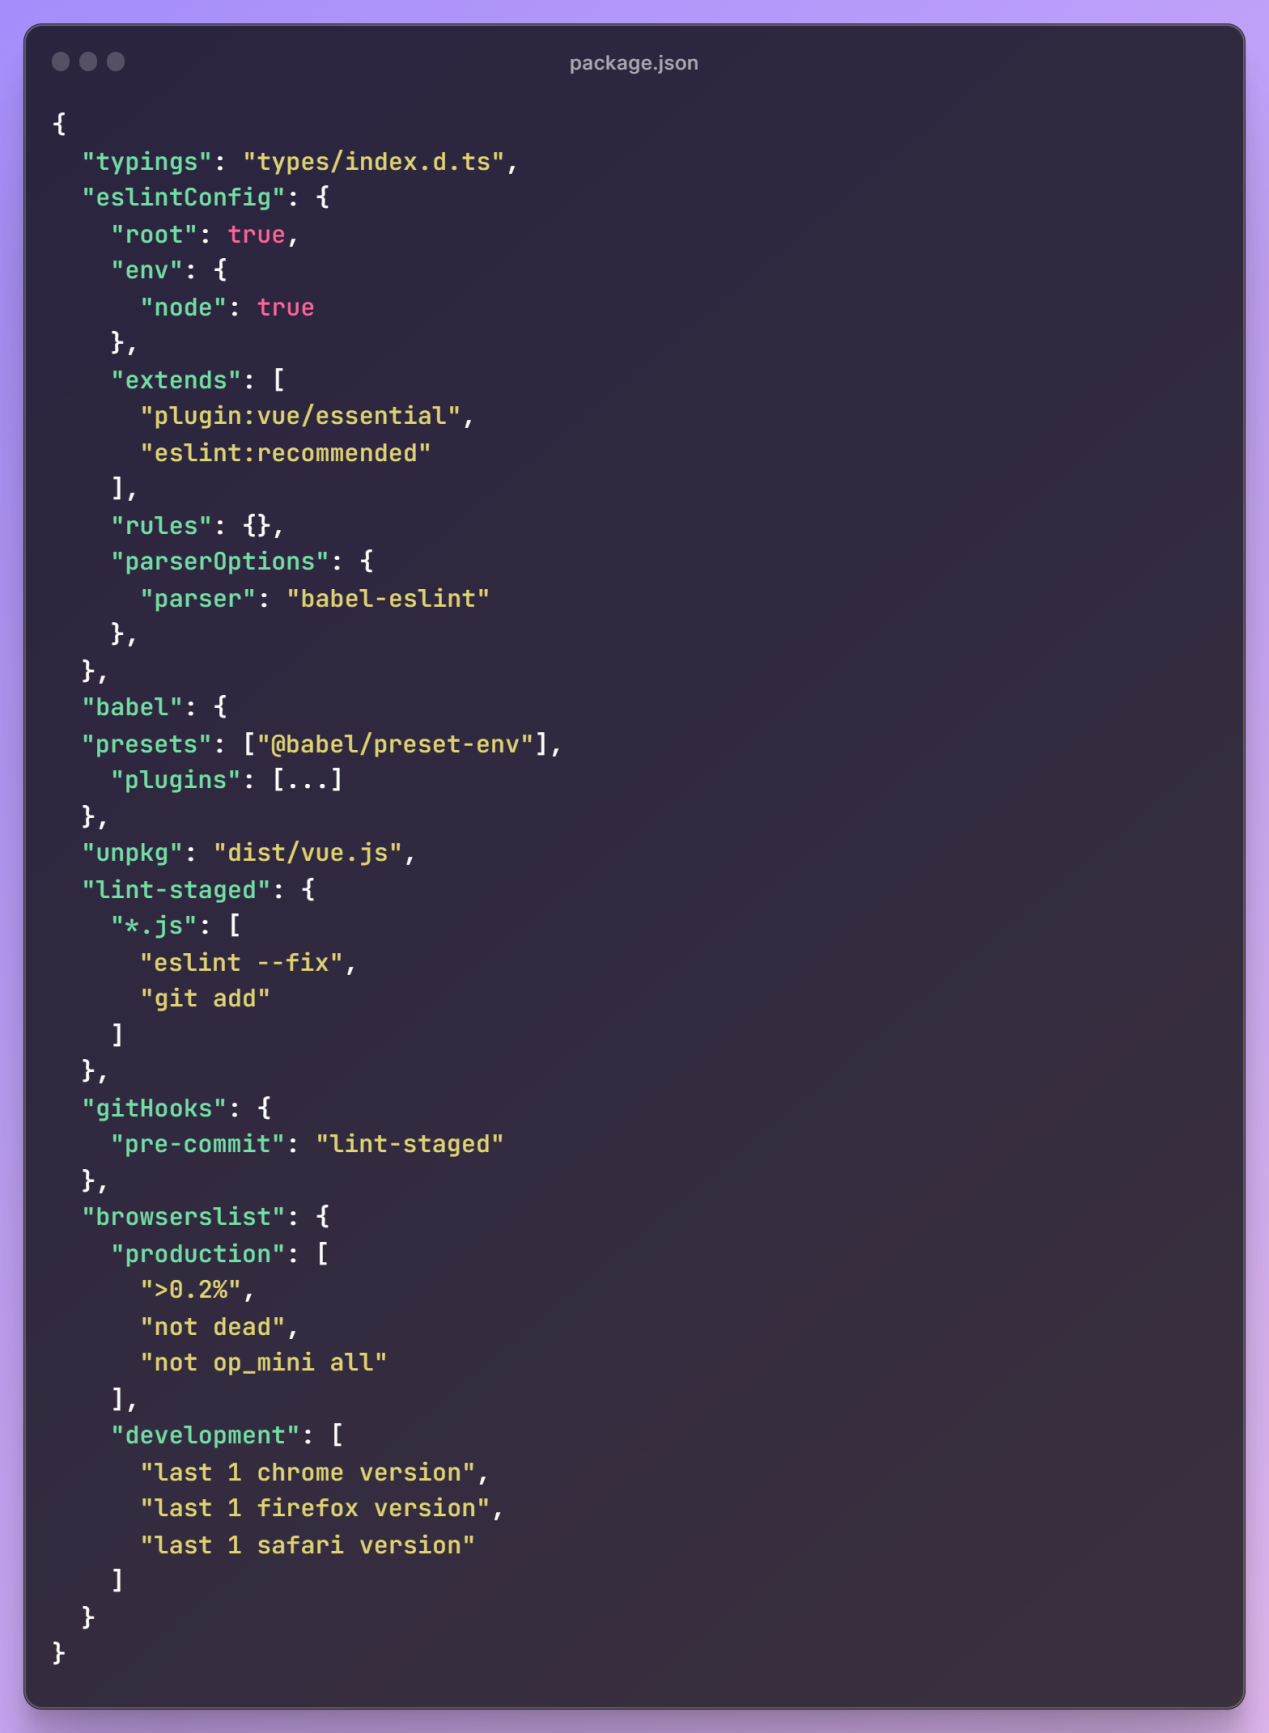 package.json
{
  "typings": "types/index.d.ts",
  "eslintConfig": {
    "root": true,
    "env": {
      "node": true
    },
    "extends": [
      "plugin:vue/essential",
      "eslint:recommended"
    ],
    "rules": {},
    "parserOptions": {
      "parser": "babel-eslint"
    },
  },
  "babel": {
  "presets": ["@babel/preset-env"],
    "plugins": [...]
  },
  "unpkg": "dist/vue.js",
  "lint-staged": {
    "*.js": [
      "eslint --fix",
      "git add"
    ]
  },
  "gitHooks": {
    "pre-commit": "lint-staged"
  },
  "browserslist": {
    "production": [
      ">0.2%",
      "not dead",
      "not op_mini all"
    ],
    "development": [
      "last 1 chrome version",
      "last 1 firefox version",
      "last 1 safari version"
    ]
  }
}